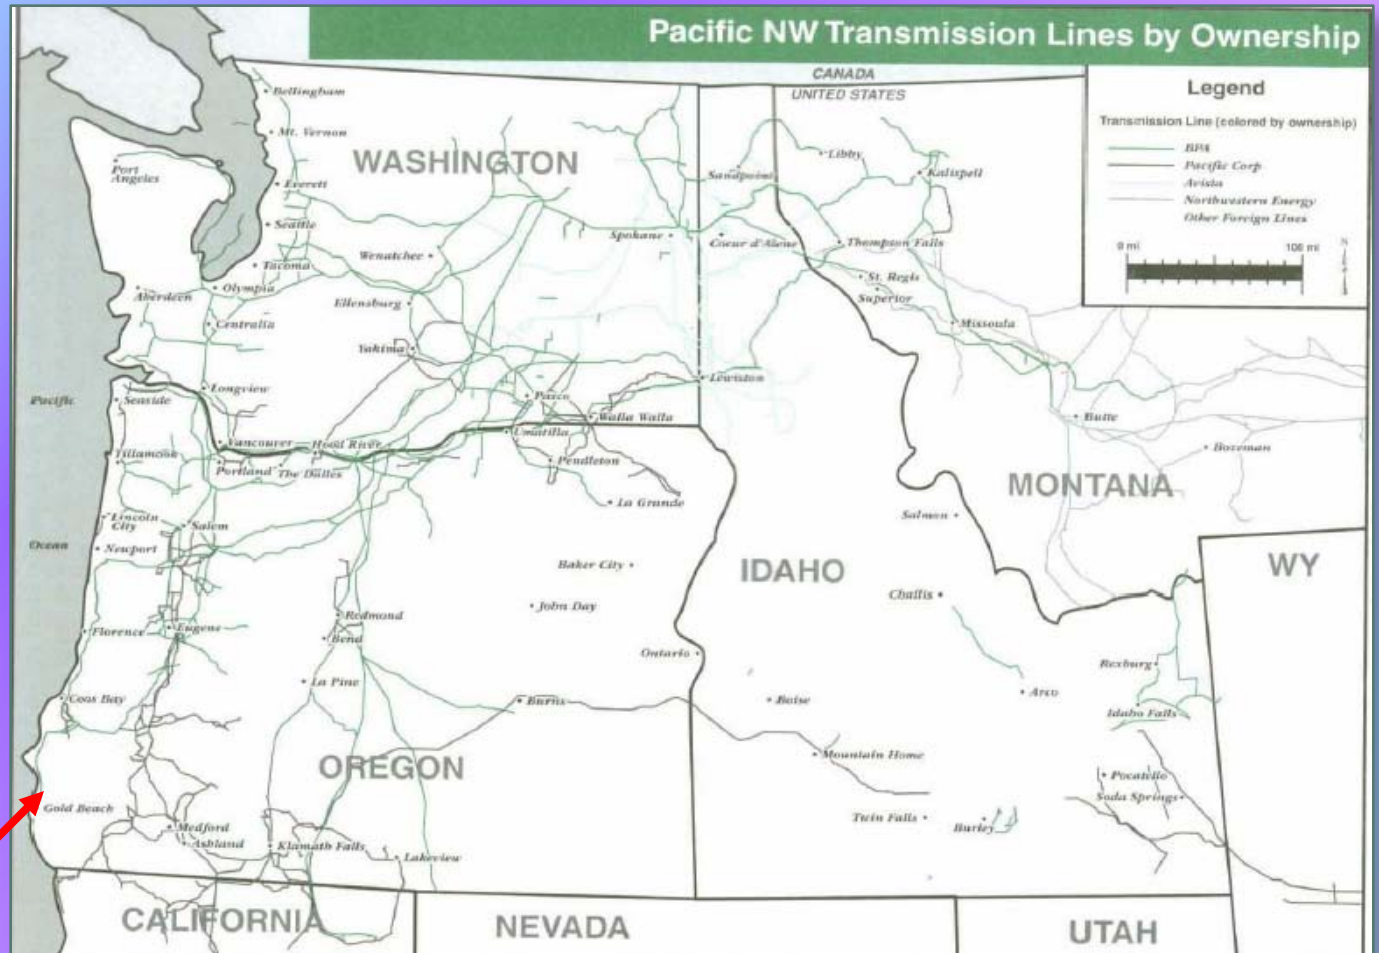 Pacific NW Transmission Lines by Ownership
CANADA
UNITED STATES
Legend
Transmission Line (colored by ownership)
BPA
Pacific Corp
Avista
Northwestern Energy
Other Foreign Lines
0 mi
100 mi
N
WASHINGTON
Bellingham
Mt. Vernon
Port
Angeles
Everett
Seattle
Tacoma
Olympia
Aberdeen
Centralia
Wenatchee
Ellensburg
Yakima
Spokane
Sandpoint
Coeur d'Alene
Libby
Kalispell
Thompson Falls
St. Regis
Superior
Missoula
Longview
Seaside
Pasco
Walla Walla
Lewiston
Umatilla
Butte
Bozeman
MONTANA
Pacific
Ocean
Vancouver
Hood River
Tillamook
Portland
The Dalles
Pendleton
La Grande
Lincoln
City
Salem
Newport
Baker City
John Day
Redmond
Bend
Florence
Eugene
Ontario
La Pine
Coos Bay
Burns
OREGON
Gold Beach
Medford
Ashland
Klamath Falls
Lakeview
IDAHO
Salmon
Challis
Boise
Arco
Rexburg
Idaho Falls
Mountain Home
Pocatello
Soda Springs
Twin Falls
Burley
WY
CALIFORNIA
NEVADA
UTAH